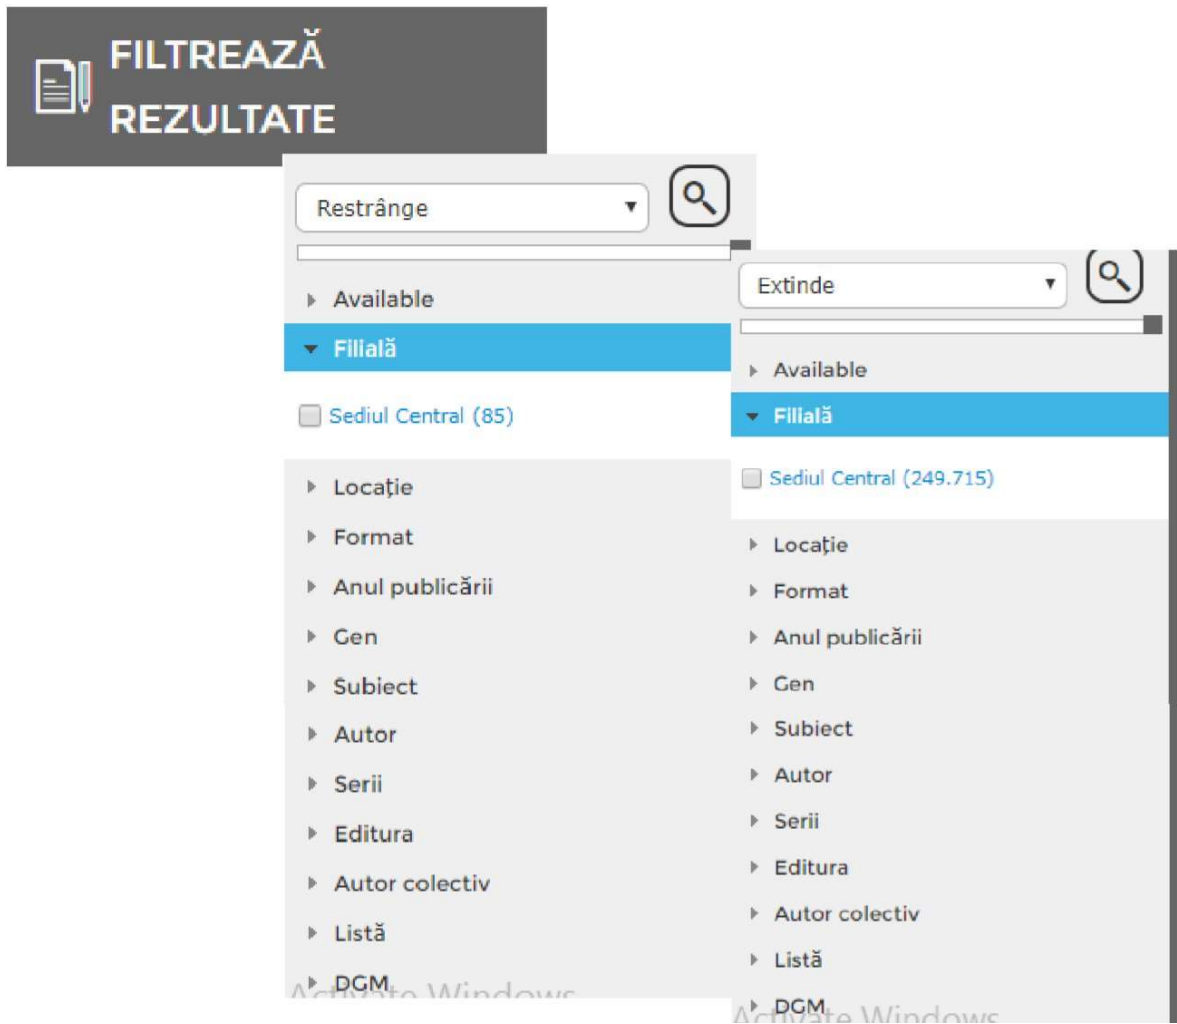 FILTREAZĂ
REZULTATE
Restrânge
Available
Filială
Sediul Central (85)
Locație
Format
Anul publicării
Gen
Subiect
Autor
Serii
Editura
Autor colectiv
Listă
DGM
Activate Windows
Extinde
Available
Filială
Sediul Central (249.715)
Locație
Format
Anul publicării
Gen
Subiect
Autor
Serii
Editura
Autor colectiv
Listă
DGM
Activate Windows